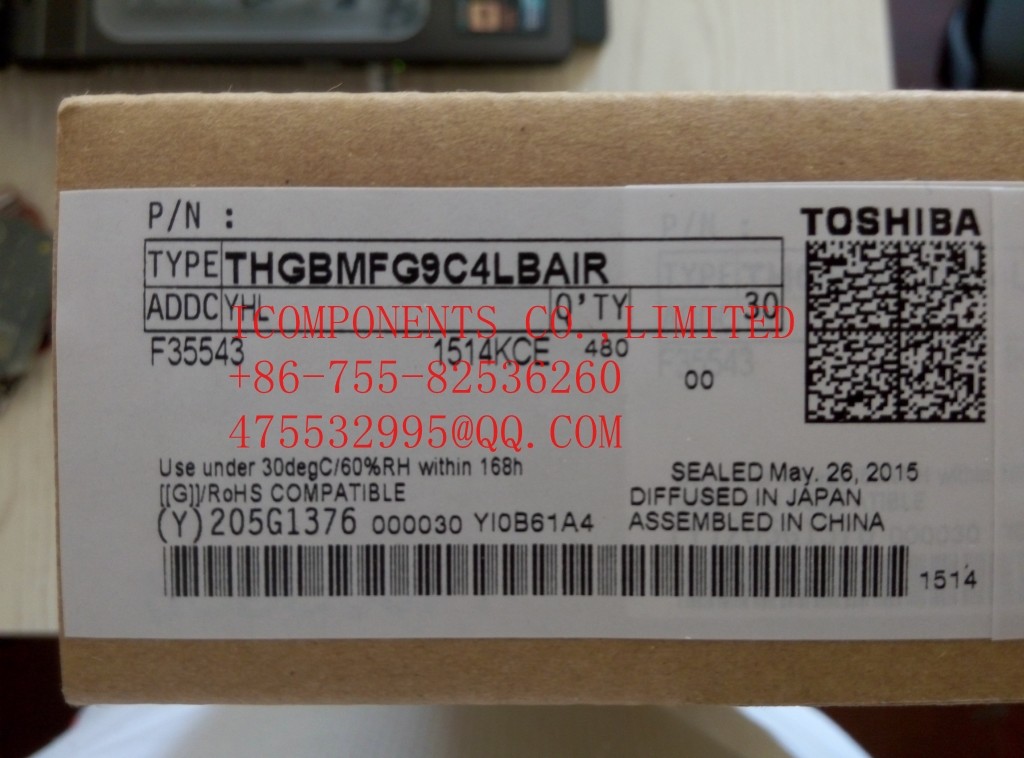 P/N :
TOSHIBA
TYPE THGBMFG9C4LBAIR
ADDC YHL Q'TY 30
ICOMPONENTS CO.,LIMITED
F35543 1514KCE 480
+86-755-82536260
00
475532995@QQ.COM
Use under 30degC/60%RH within 168h
SEALED May. 26, 2015
[[G]]/RoHS COMPATIBLE
DIFFUSED IN JAPAN
(Y)205G1376 000030 YI0B61A4
ASSEMBLED IN CHINA
1514